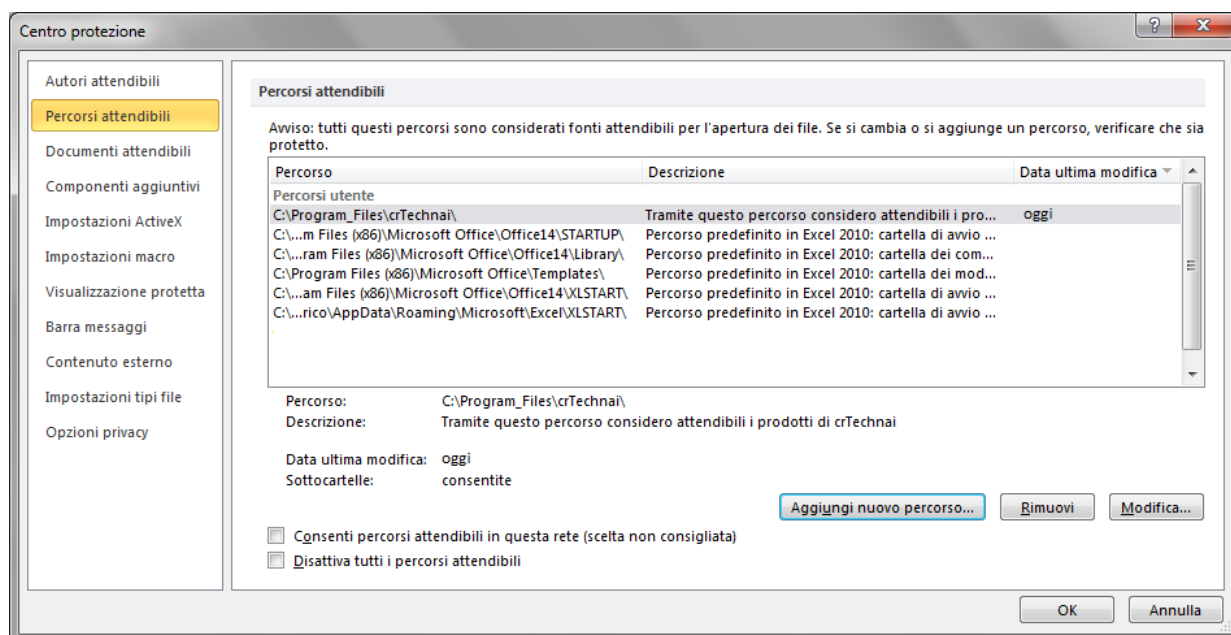 Centro protezione
Autori attendibili
Percorsi attendibili
Documenti attendibili
Componenti aggiuntivi
Impostazioni ActiveX
Impostazioni macro
Visualizzazione protetta
Barra messaggi
Contenuto esterno
Impostazioni tipi file
Opzioni privacy
Percorsi attendibili
Avviso: tutti questi percorsi sono considerati fonti attendibili per l'apertura dei file. Se si cambia o si aggiunge un percorso, verificare che sia
protetto.
Percorso Descrizione Data ultima modifica
Percorsi utente
C:\Program_Files\crTechnai\ Tramite questo percorso considero attendibili i pro... oggi
C:\...m Files (x86)\Microsoft Office\Office14\STARTUP\ Percorso predefinito in Excel 2010: cartella di avvio ...
C:\...ram Files (x86)\Microsoft Office\Office14\Library\ Percorso predefinito in Excel 2010: cartella dei com...
C:\Program Files (x86)\Microsoft Office\Templates\ Percorso predefinito in Excel 2010: cartella dei mod...
C:\...am Files (x86)\Microsoft Office\Office14\XLSTART\ Percorso predefinito in Excel 2010: cartella di avvio ...
C:\...rico\AppData\Roaming\Microsoft\Excel\XLSTART\ Percorso predefinito in Excel 2010: cartella di avvio ...
Percorso: C:\Program_Files\crTechnai\
Descrizione: Tramite questo percorso considero attendibili i prodotti di crTechnai
Data ultima modifica: oggi
Sottocartelle: consentite
Aggiungi nuovo percorso... Rimuovi Modifica...
Consenti percorsi attendibili in questa rete (scelta non consigliata)
Disattiva tutti i percorsi attendibili
OK Annulla